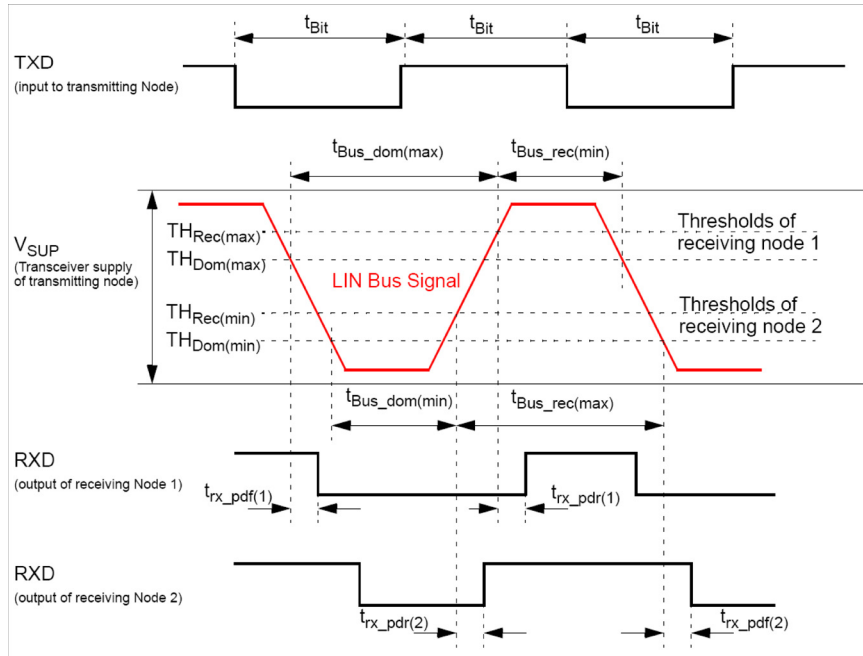 tBit tBit tBit
TXD
(input to transmitting Node)
tBus_dom(max) tBus_rec(min)
VSUP
(Transceiver supply
of transmitting node)
THRec(max)
THDom(max)
THRec(min)
THDom(min)
LIN Bus Signal
Thresholds of
receiving node 1
Thresholds of
receiving node 2
tBus_dom(min) tBus_rec(max)
RXD
(output of receiving Node 1)
trx_pdf(1) trx_pdr(1)
RXD
(output of receiving Node 2)
trx_pdr(2) trx_pdf(2)